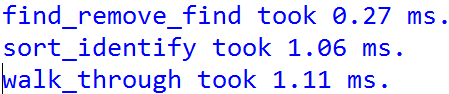 find_remove_find took 0.27 ms.
sort_identify took 1.06 ms.
walk_through took 1.11 ms.